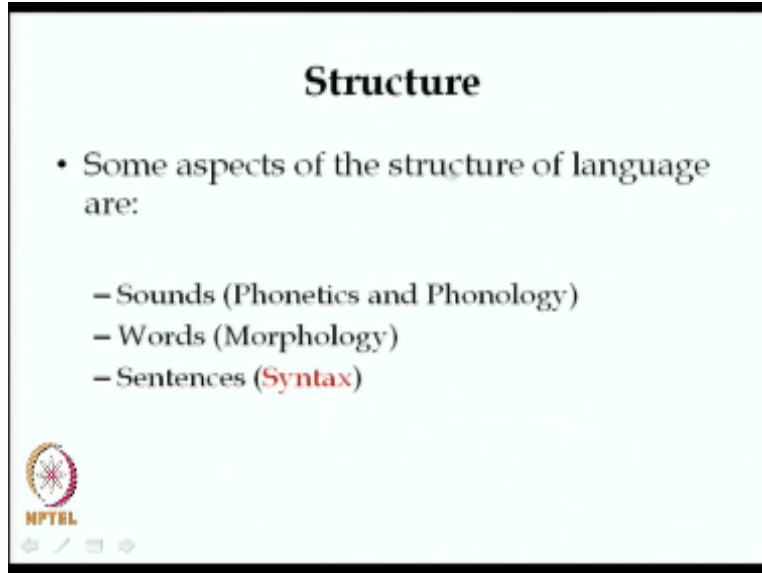 Structure
• Some aspects of the structure of language
are:
– Sounds (Phonetics and Phonology)
– Words (Morphology)
– Sentences (Syntax)
NPTEL